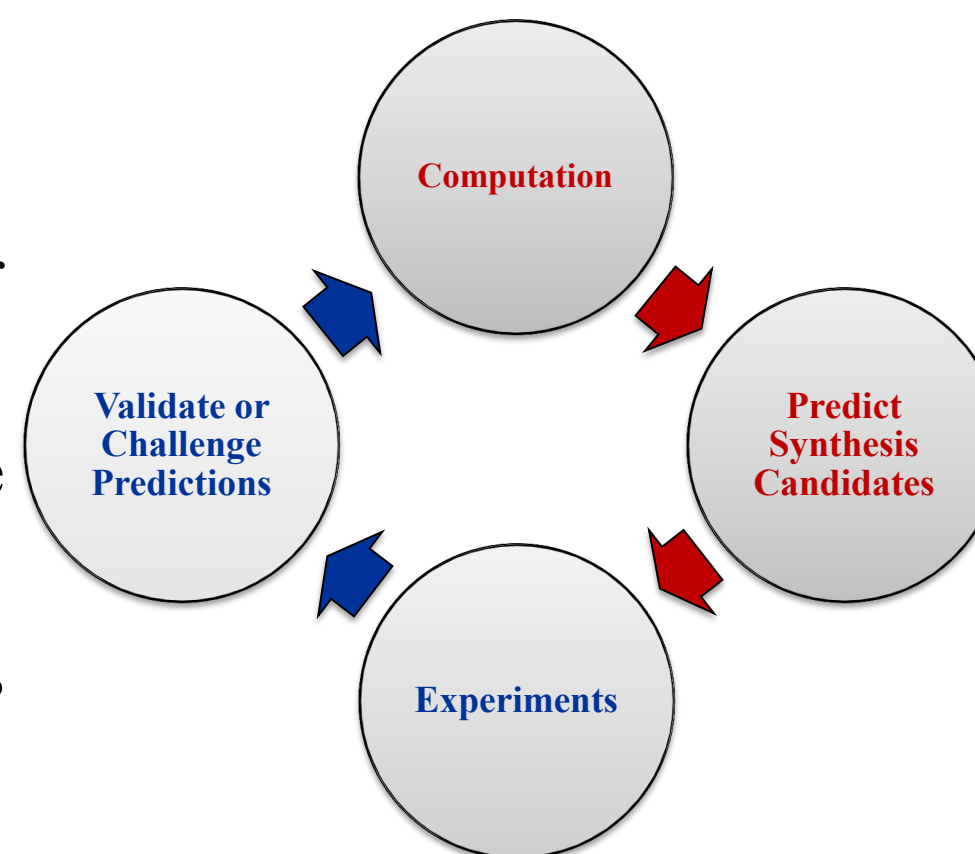 Computation
Validate or
Challenge
Predictions
Predict
Synthesis
Candidates
Experiments